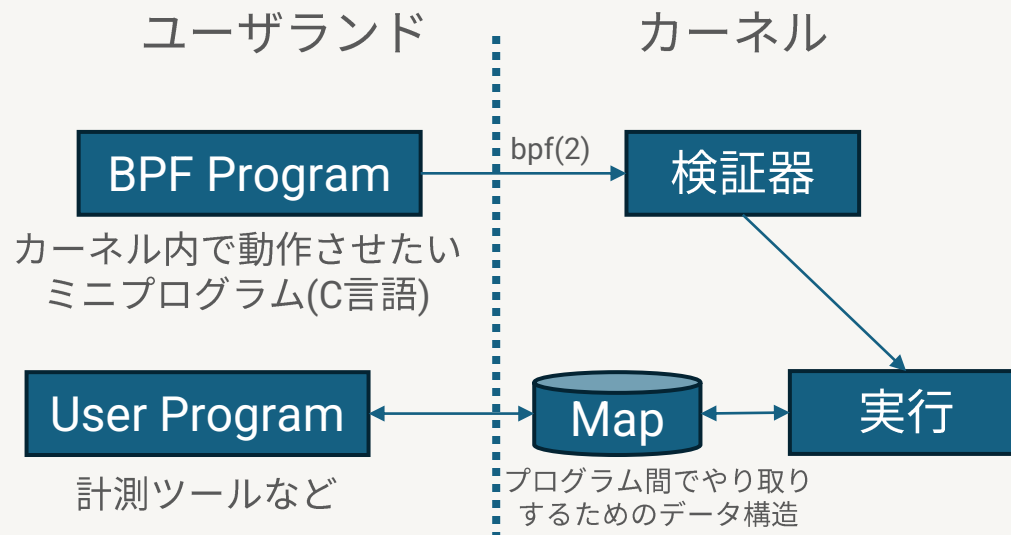 ユーザランド
カーネル
BPF Program
bpf(2)
検証器
カーネル内で動作させたい
ミニプログラム(C言語)
User Program
Map
実行
計測ツールなど
プログラム間でやり取り
するためのデータ構造